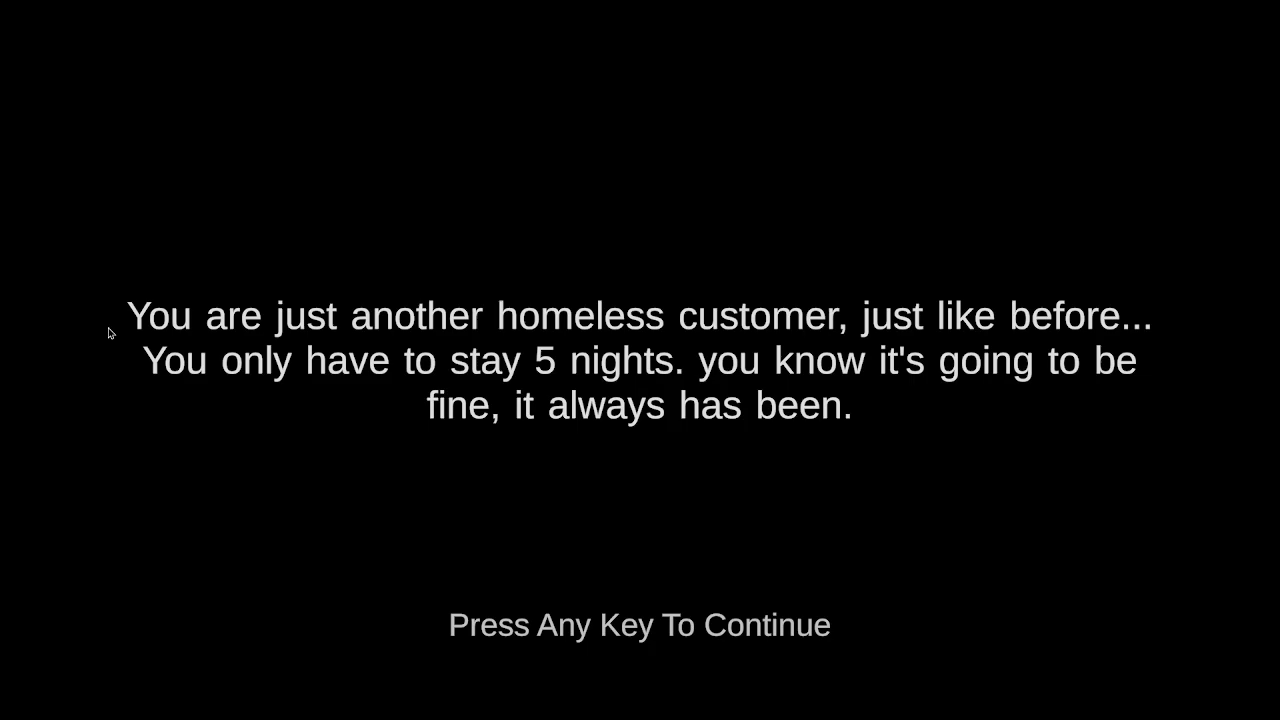 You are just another homeless customer, just like before...
You only have to stay 5 nights. you know it's going to be
fine, it always has been.
Press Any Key To Continue